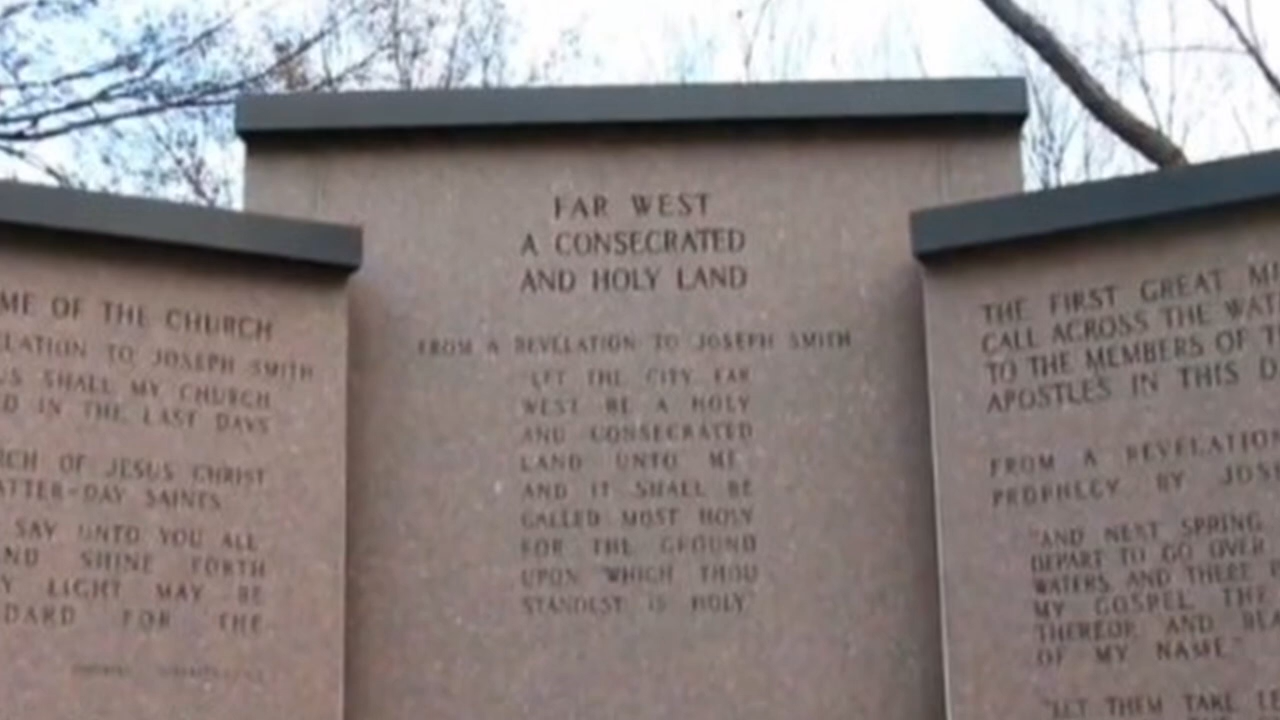 ME OF THE CHURCH
LATION TO JOSEPH SMITH
US SHALL MY CHURCH
D IN THE LAST DAYS
CH OF JESUS CHRIST
ATTER-DAY SAINTS
SAY UNTO YOU ALL
ND SHINE FORTH
Y LIGHT MAY BE
DARD FOR THE
FAR WEST
A CONSECRATED
AND HOLY LAND
FROM A REVELATION TO JOSEPH SMITH
"LET THE CITY FAR
WEST BE A HOLY
AND CONSECRATED
LAND UNTO ME
AND IT SHALL BE
CALLED MOST HOLY
FOR THE GROUND
UPON WHICH THOU
STANDEST IS HOLY"
THE FIRST GREAT MI
CALL ACROSS THE WAT
TO THE MEMBERS OF T
APOSTLES IN THIS D
FROM A REVELATION
PROPHECY BY JOSE
"AND NEXT SPRING
DEPART TO GO OVER
WATERS AND THERE
MY GOSPEL THE
THEREOF AND BEA
OF MY NAME"
"LET THEM TAKE LE